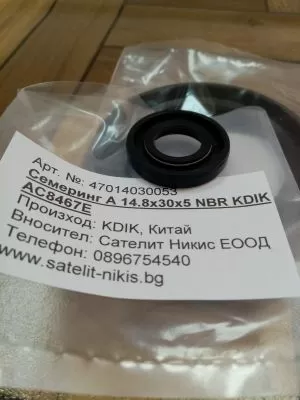 Арт. №: 47014030053
Семеринг A 14.8x30x5 NBR KDIK
AC8467E
Произход: KDIK, Китай
Вносител: Сателит Никис ЕООД
Телефон: 0896754540
www.satelit-nikis.bg